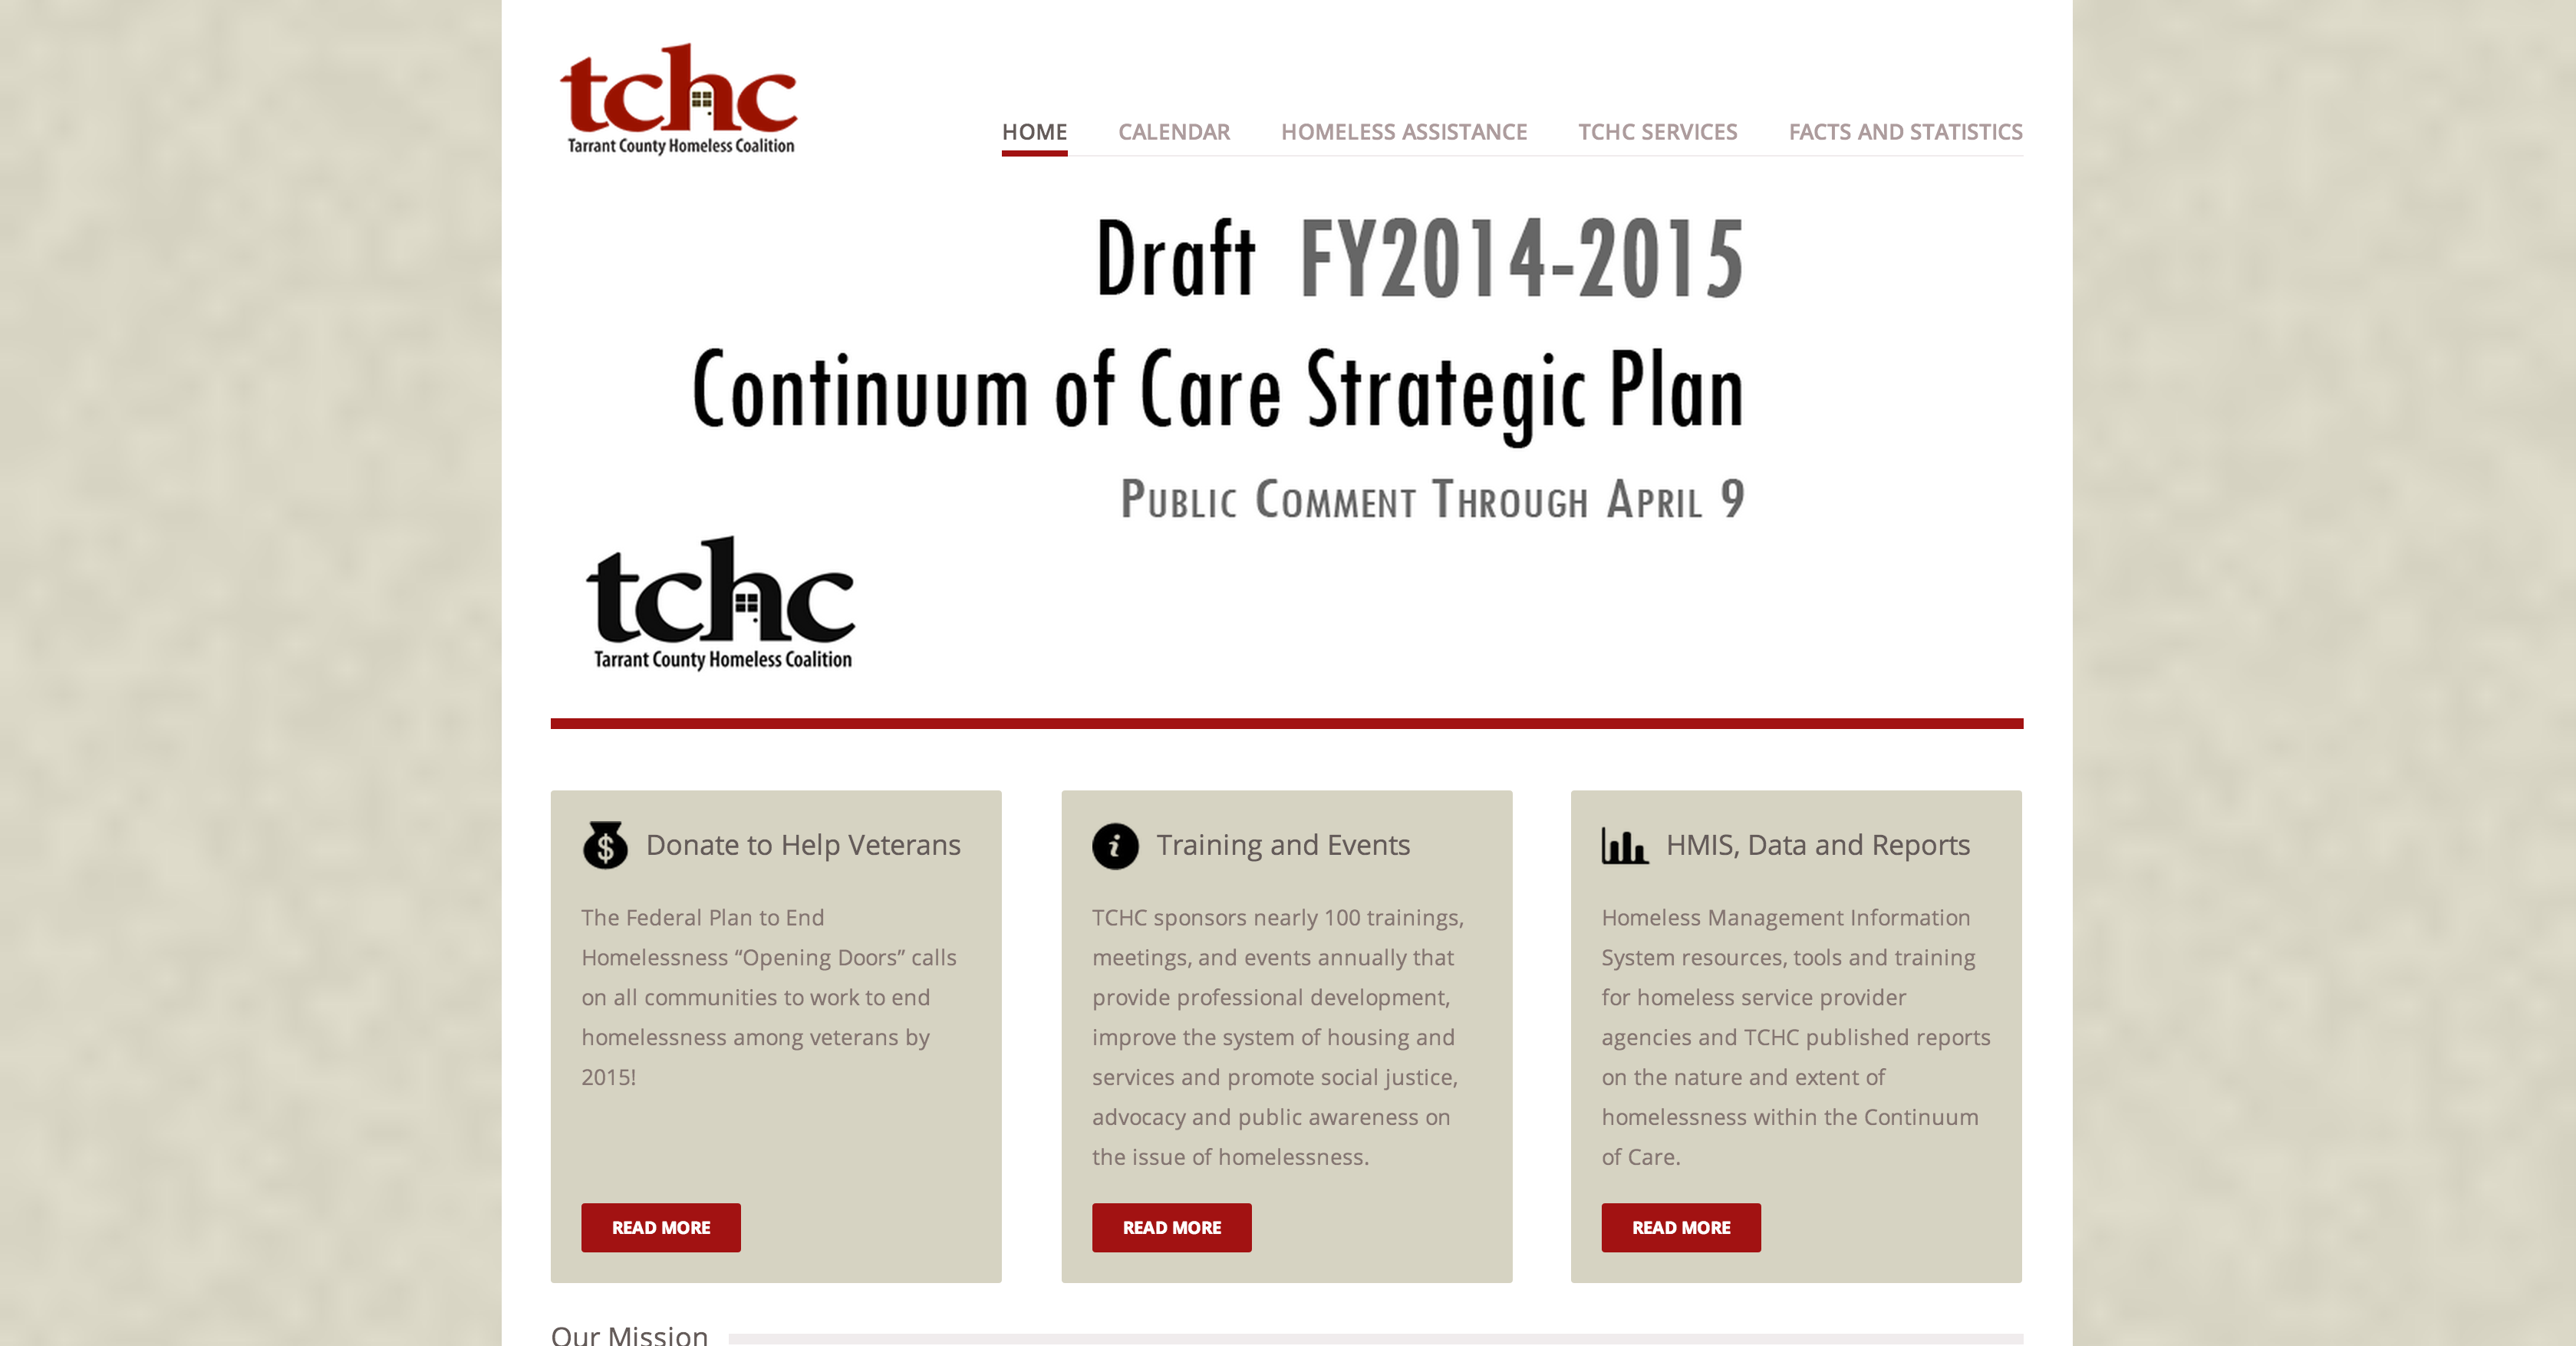 tchc
Tarrant County Homeless Coalition
HOME CALENDAR HOMELESS ASSISTANCE TCHC SERVICES FACTS AND STATISTICS
Draft FY2014-2015
Continuum of Care Strategic Plan
PUBLIC COMMENT THROUGH APRIL 9
tchc
Tarrant County Homeless Coalition
Donate to Help Veterans
The Federal Plan to End
Homelessness “Opening Doors” calls
on all communities to work to end
homelessness among veterans by
2015!
READ MORE
Training and Events
TCHC sponsors nearly 100 trainings,
meetings, and events annually that
provide professional development,
improve the system of housing and
services and promote social justice,
advocacy and public awareness on
the issue of homelessness.
READ MORE
HMIS, Data and Reports
Homeless Management Information
System resources, tools and training
for homeless service provider
agencies and TCHC published reports
on the nature and extent of
homelessness within the Continuum
of Care.
READ MORE
Our Mission